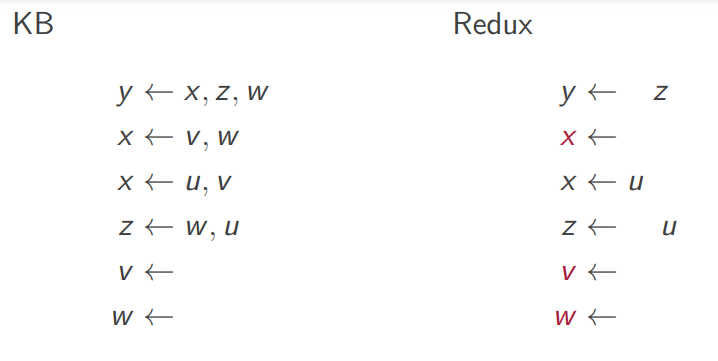 KB Redux
y ← x, z, w y ← z
x ← v, w x ←
x ← u, v x ← u
z ← w, u z ← u
v ← v ←
w ← w ←